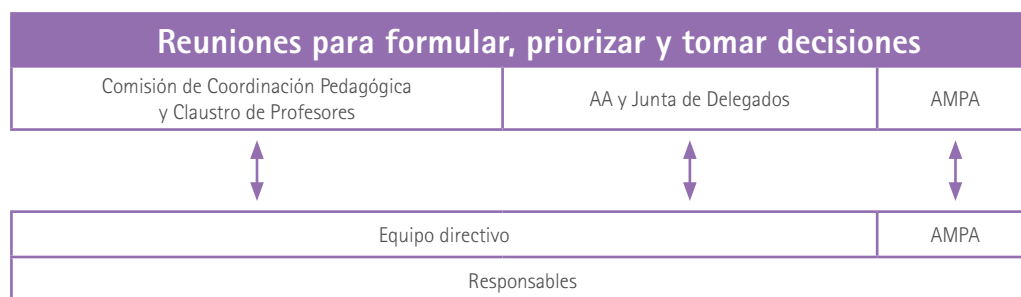 Reuniones para formular, priorizar y tomar decisiones
Comisión de Coordinación Pedagógica
y Claustro de Profesores
AA y Junta de Delegados
AMPA
Equipo directivo
AMPA
Responsables